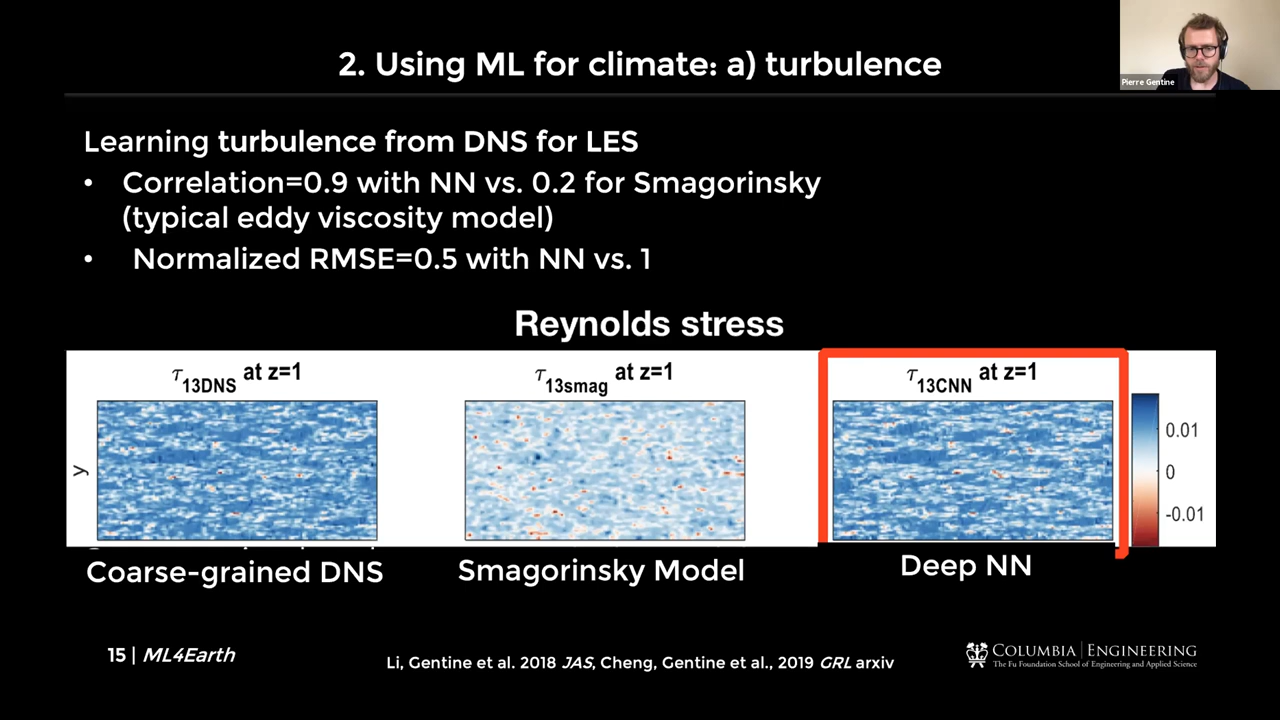 2. Using ML for climate: a) turbulence
Pierre Gentine
Learning turbulence from DNS for LES
• Correlation=0.9 with NN vs. 0.2 for Smagorinsky
(typical eddy viscosity model)
• Normalized RMSE=0.5 with NN vs. 1
Reynolds stress
τ13DNS at z=1
τ13smag at z=1
τ13CNN at z=1
y
0.01
0
-0.01
Coarse-grained DNS
Smagorinsky Model
Deep NN
15 | ML4Earth
Li, Gentine et al. 2018 JAS, Cheng, Gentine et al., 2019 GRL arxiv
COLUMBIA | ENGINEERING
The Fu Foundation School of Engineering and Applied Science